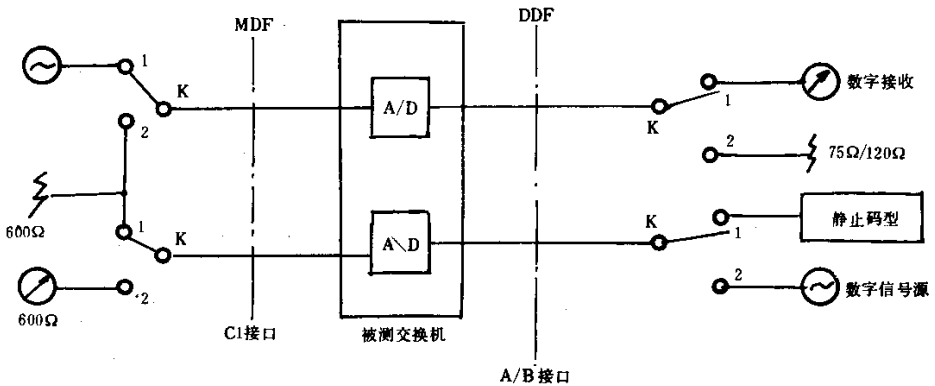 MDF
DDF
1
K
2
600Ω
1
K
2
600Ω
A/D
A\D
K
1
2
数字接收
75Ω/120Ω
K
1
2
静止码型
数字信号源
C1接口
被测交换机
A/B接口